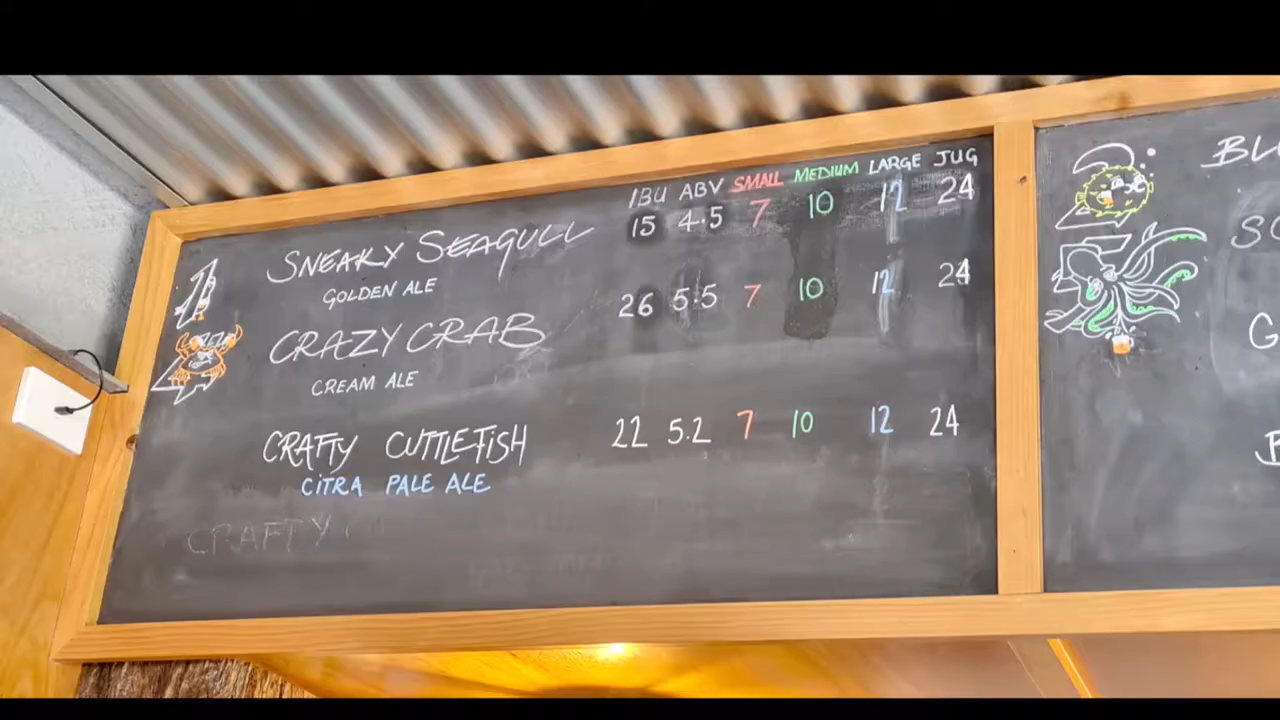 IBU ABV SMALL MEDIUM LARGE JUG
SNEAKY SEAGULL 15 4.5 7 10 12 24
GOLDEN ALE
CRAZY CRAB 26 5.5 7 10 12 24
CREAM ALE
CRAFTY CUTTLEFISH 22 5.2 7 10 12 24
CITRA PALE ALE
CRAFTY
BL
G